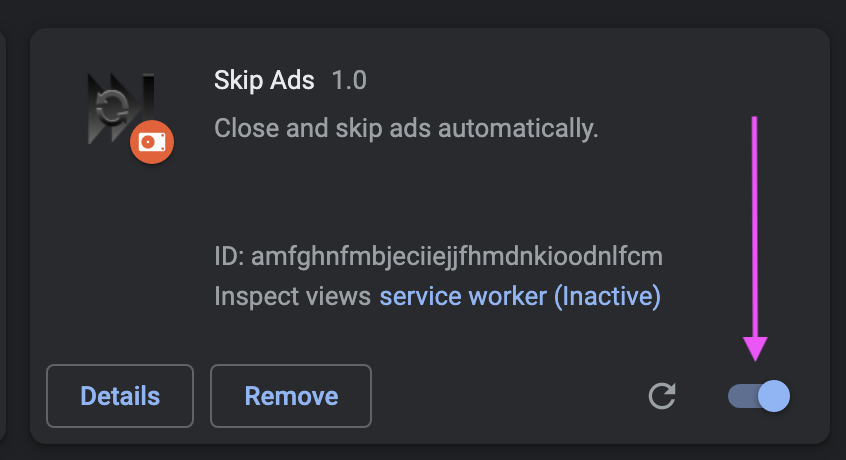 Skip Ads 1.0
Close and skip ads automatically.
ID: amfghnfmbjeciiejjfhmdnkioodnlfcm
Inspect views service worker (Inactive)
Details Remove